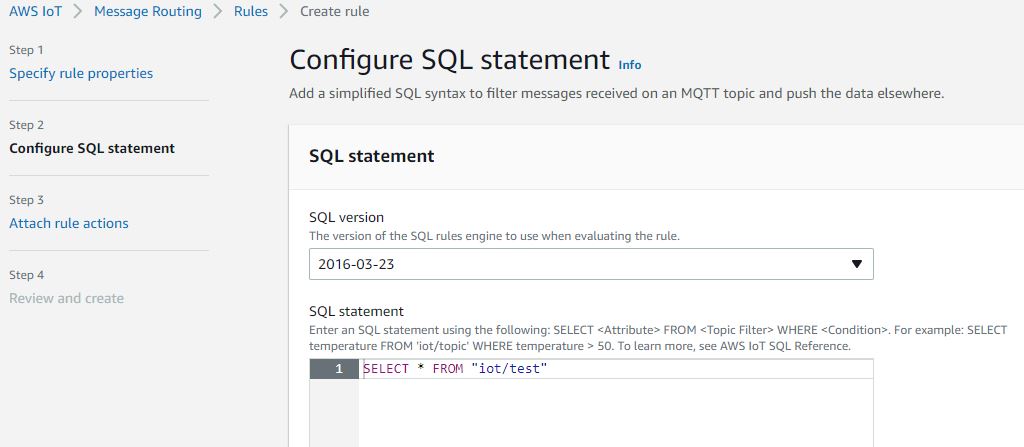 AWS IoT > Message Routing > Rules > Create rule
Step 1
Specify rule properties
Step 2
Configure SQL statement
Step 3
Attach rule actions
Step 4
Review and create
Configure SQL statement Info
Add a simplified SQL syntax to filter messages received on an MQTT topic and push the data elsewhere.
SQL statement
SQL version
The version of the SQL rules engine to use when evaluating the rule.
2016-03-23
SQL statement
Enter an SQL statement using the following: SELECT <Attribute> FROM <Topic Filter> WHERE <Condition>. For example: SELECT
temperature FROM 'iot/topic' WHERE temperature > 50. To learn more, see AWS IoT SQL Reference.
1 SELECT * FROM "iot/test"